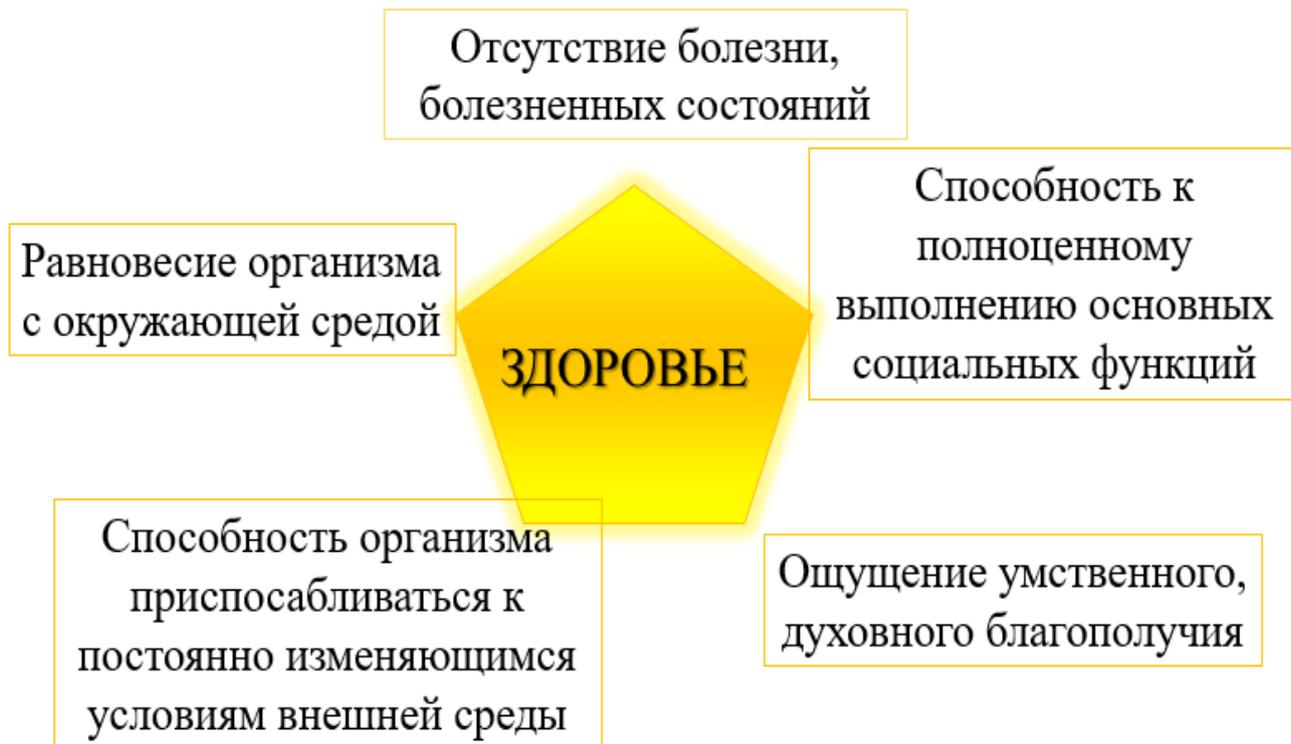 Отсутствие болезни,
болезненных состояний
Способность к
полноценному
выполнению основных
социальных функций
Равновесие организма
с окружающей средой
ЗДОРОВЬЕ
Способность организма
приспосабливаться к
постоянно изменяющимся
условиям внешней среды
Ощущение умственного,
духовного благополучия